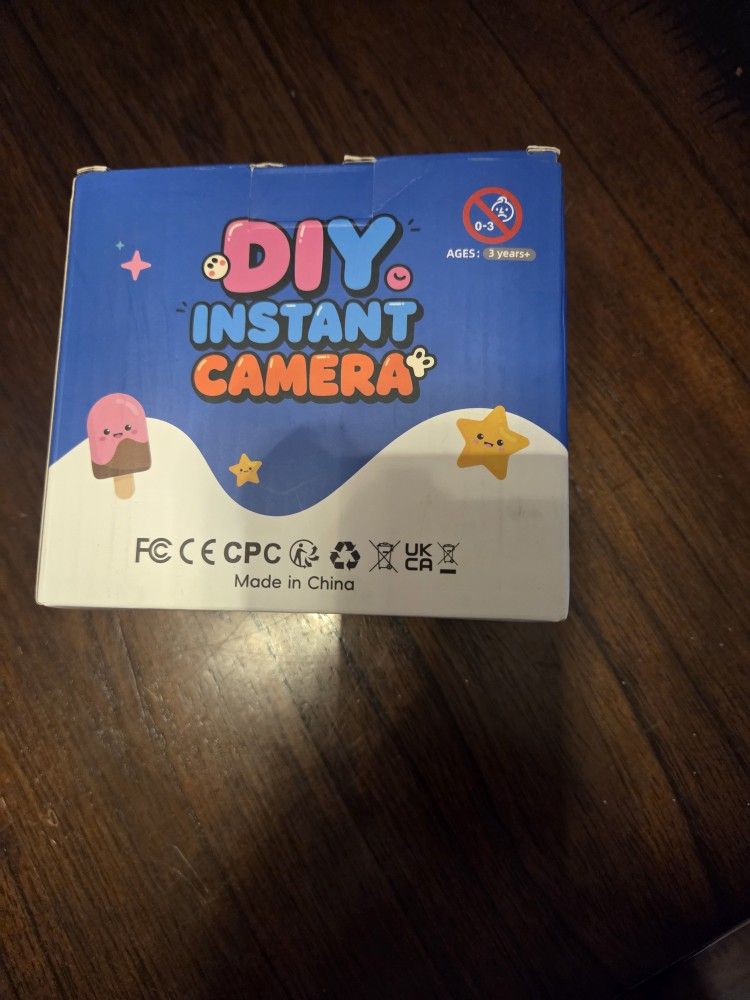 DIY
INSTANT
CAMERA
0-3
AGES: 3 years+
FC CE CPC UK
CA
Made in China